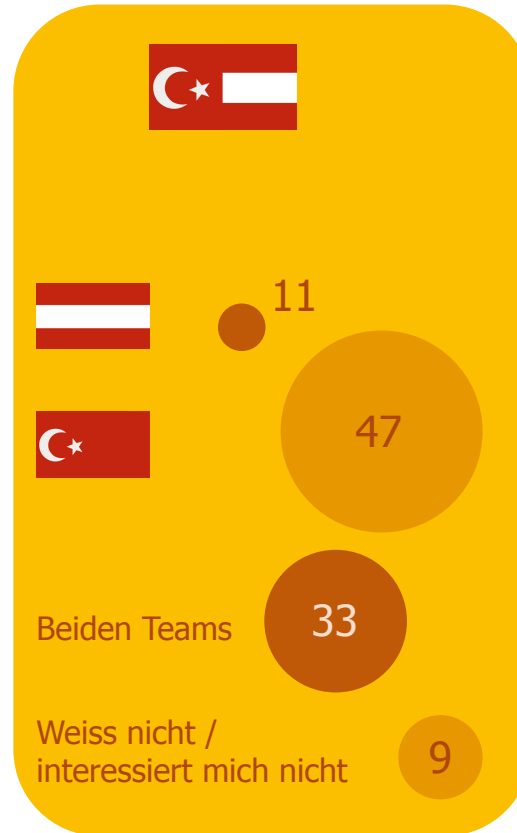 11
47
Beiden Teams
33
Weiss nicht /
interessiert mich nicht
9